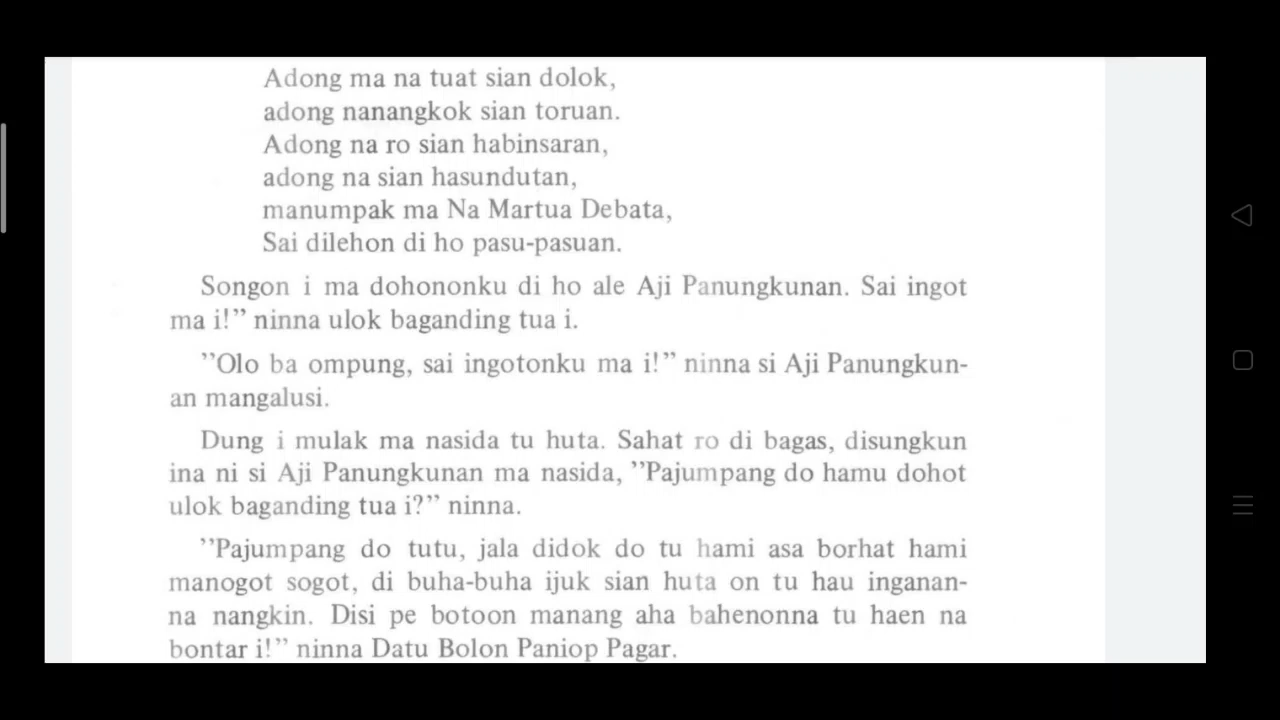 Adong ma na tuat sian dolok,
adong nanangkok sian toruan.
Adong na ro sian habinsaran,
adong na sian hasundutan,
manumpak ma Na Martua Debata,
Sai dilehon di ho pasu-pasuan.
Songon i ma dohononku di ho ale Aji Panungkunan. Sai ingot
ma i!” ninna ulok baganding tua i.
”Olo ba ompung, sai ingotonku ma i!” ninna si Aji Panungkun-
an mangalusi.
Dung i mulak ma nasida tu huta. Sahat ro di bagas, disungkun
ina ni si Aji Panungkunan ma nasida, ”Pajumpang do hamu dohot
ulok baganding tua i?” ninna.
”Pajumpang do tutu, jala didok do tu hami asa borhat hami
manogot sogot, di buha-buha ijuk sian huta on tu hau inganan-
na nangkin. Disi pe botoon manang aha bahenonna tu haen na
bontar i!” ninna Datu Bolon Paniop Pagar.